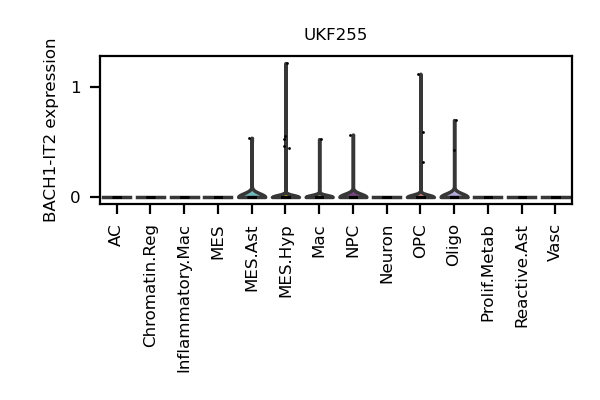 UKF255
BACH1-IT2 expression
1
0
AC
Chromatin.Reg
Inflammatory.Mac
MES
MES.Ast
MES.Hyp
Mac
NPC
Neuron
OPC
Oligo
Prolif.Metab
Reactive.Ast
Vasc